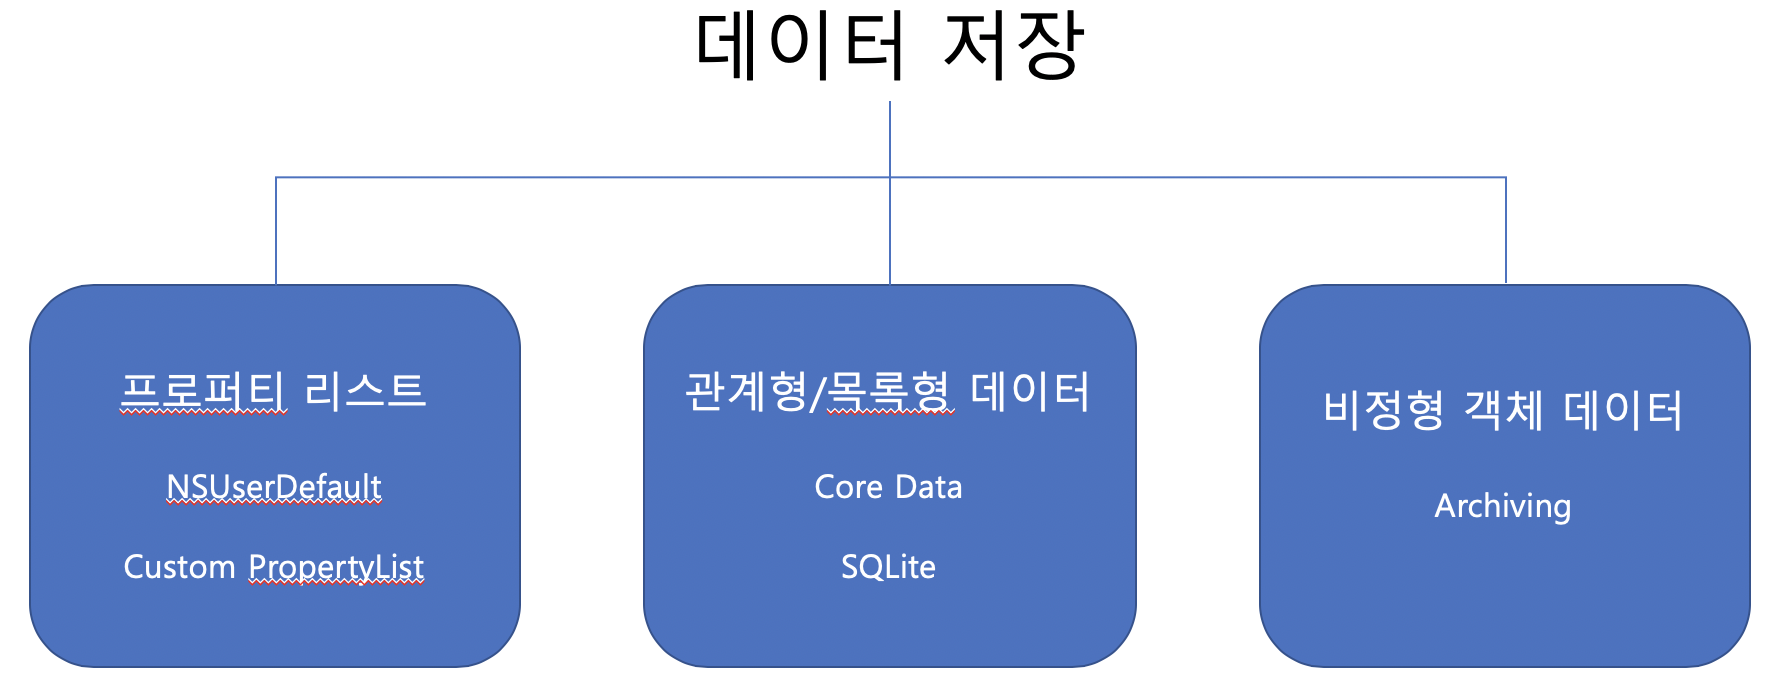 데이터 저장
프로퍼티 리스트
NSUserDefault
Custom PropertyList
관계형/목록형 데이터
Core Data
SQLite
비정형 객체 데이터
Archiving